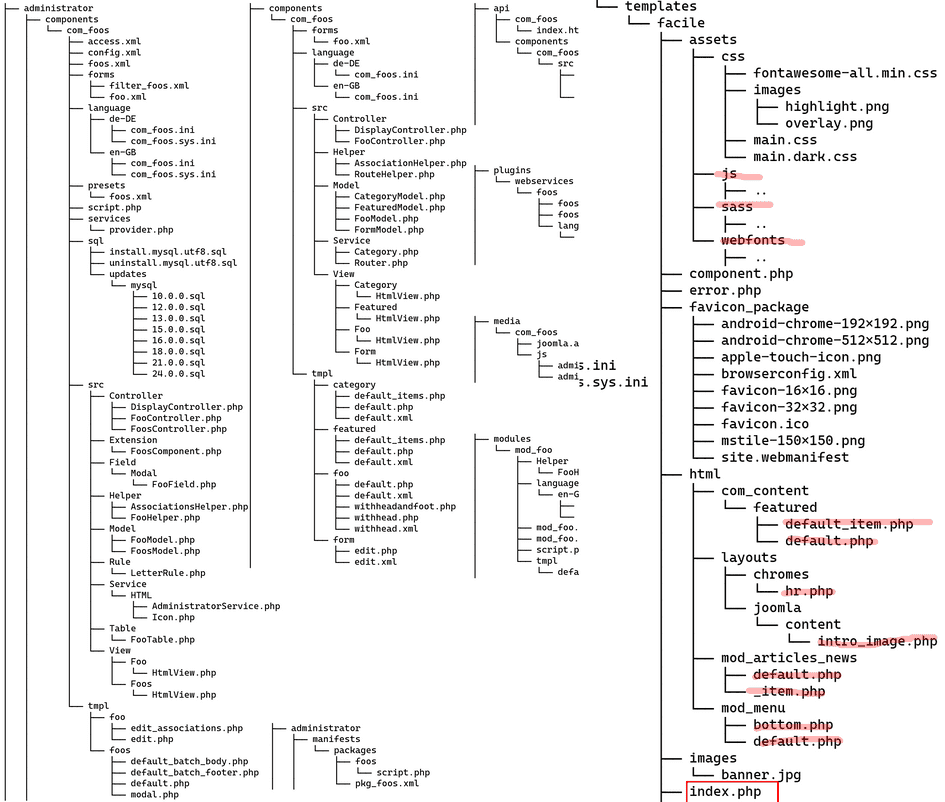 administrator
components
com_foos
access.xml
config.xml
foos.xml
forms
filter_foos.xml
foo.xml
language
de-DE
com_foos.ini
com_foos.sys.ini
en-GB
com_foos.ini
com_foos.sys.ini
presets
foos.xml
script.php
services
provider.php
sql
install.mysql.utf8.sql
uninstall.mysql.utf8.sql
updates
mysql
10.0.0.sql
12.0.0.sql
13.0.0.sql
15.0.0.sql
16.0.0.sql
18.0.0.sql
21.0.0.sql
24.0.0.sql
src
Controller
DisplayController.php
FooController.php
FoosController.php
Extension
FoosComponent.php
Field
Modal
FooField.php
Helper
AssociationsHelper.php
FooHelper.php
Model
FooModel.php
FoosModel.php
Rule
LetterRule.php
Service
HTML
AdministratorService.php
Icon.php
Table
FooTable.php
View
Foo
HtmlView.php
Foos
HtmlView.php
tmpl
foo
edit_associations.php
edit.php
foos
default_batch_body.php
default_batch_footer.php
default.php
modal.php
components
com_foos
forms
foo.xml
language
de-DE
com_foos.ini
en-GB
com_foos.ini
src
Controller
DisplayController.php
FooController.php
Helper
AssociationHelper.php
RouteHelper.php
Model
CategoryModel.php
FeaturedModel.php
FooModel.php
FormModel.php
Service
Category.php
Router.php
View
Category
HtmlView.php
Featured
HtmlView.php
Foo
HtmlView.php
Form
HtmlView.php
tmpl
category
default_items.php
default.php
default.xml
featured
default_items.php
default.php
default.xml
foo
default.php
default.xml
withheadandfoot.php
withhead.php
withhead.xml
form
edit.php
edit.xml
administrator
manifests
packages
foos
script.php
pkg_foos.xml
api
com_foos
index.ht
components
com_foos
src
plugins
webservices
foos
foos
foos
lang
media
com_foos
joomla.a
js
admi
admi
s.ini
s.sys.ini
modules
mod_foo
Helper
FooH
language
en-G
mod_foo.
mod_foo.
script.p
tmpl
defa
templates
facile
assets
css
fontawesome-all.min.css
images
highlight.png
overlay.png
main.css
main.dark.css
js
..
sass
..
webfonts
..
component.php
error.php
favicon_package
android-chrome-192×192.png
android-chrome-512×512.png
apple-touch-icon.png
browserconfig.xml
favicon-16×16.png
favicon-32×32.png
favicon.ico
mstile-150×150.png
site.webmanifest
html
com_content
featured
default_item.php
default.php
layouts
chromes
hr.php
joomla
content
intro_image.php
mod_articles_news
default.php
_item.php
mod_menu
bottom.php
default.php
images
banner.jpg
index.php